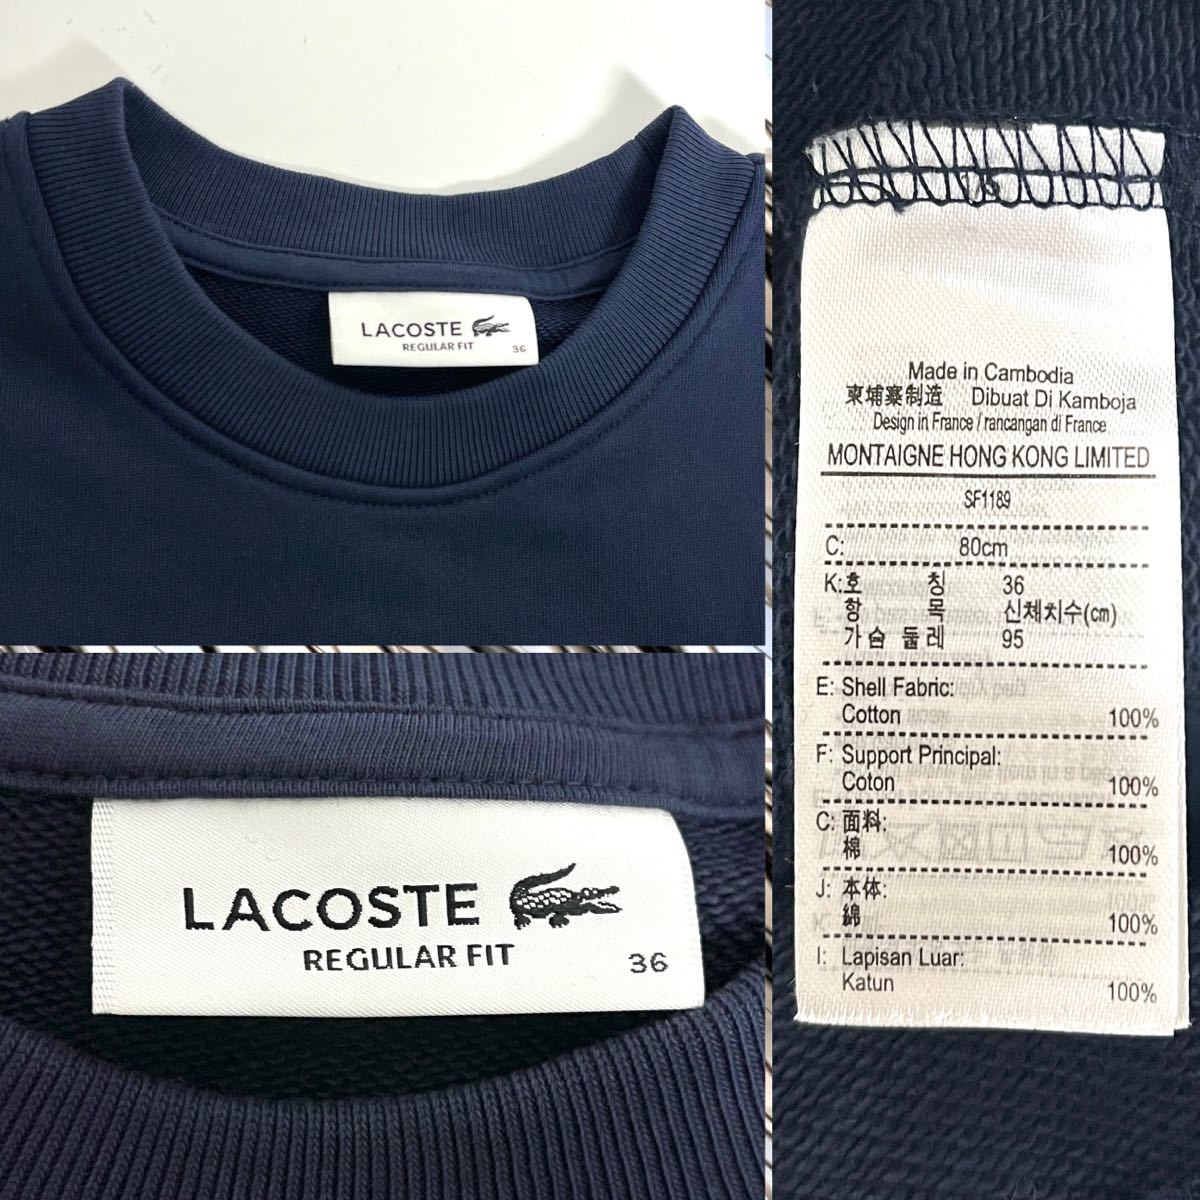 LACOSTE
REGULAR FIT
36
LACOSTE
REGULAR FIT
36
Made in Cambodia
柬埔寨制造 Dibuat Di Kamboja
Design in France / rancangan di France
MONTAIGNE HONG KONG LIMITED
SF1189
C: 80cm
K:호 칭 36
항 목 신체치수(㎝)
가 슴 둘 레 95
E: Shell Fabric:
Cotton 100%
F: Support Principal:
Coton 100%
C: 面料:
棉 100%
J: 本体:
綿 100%
I: Lapisan Luar:
Katun 100%